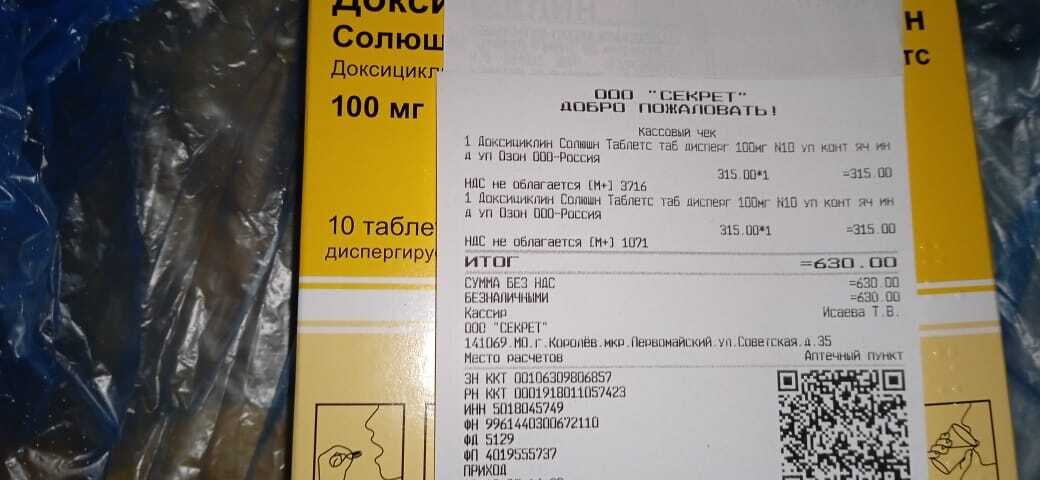 Солюшн
Доксицикл
100 мг
10 табле
диспергиру
Н
тс
ООО "СЕКРЕТ"
ДОБРО ПОЖАЛОВАТЬ!
Кассовый чек
1 Доксициклин Солюшн Таблетс таб дисперг 100мг N10 уп конт яч ин
д уп Озон ООО-Россия
315.00*1 =315.00
НДС не облагается [М+] 3716
1 Доксициклин Солюшн Таблетс таб дисперг 100мг N10 уп конт яч ин
д уп Озон ООО-Россия
315.00*1 =315.00
НДС не облагается [М+] 1071
ИТОГ =630.00
СУММА БЕЗ НДС =630.00
БЕЗНАЛИЧНЫМИ =630.00
Кассир Исаева Т.В.
ООО "СЕКРЕТ"
141069.МО.г.Королёв.мкр.Первомайский.ул.Советская.д.35
Место расчетов Аптечный пункт
ЗН ККТ 00106309806857
РН ККТ 0001918011057423
ИНН 5018045749
ФН 9961440300672110
ФД 5129
ФП 4019555737
ПРИХОД